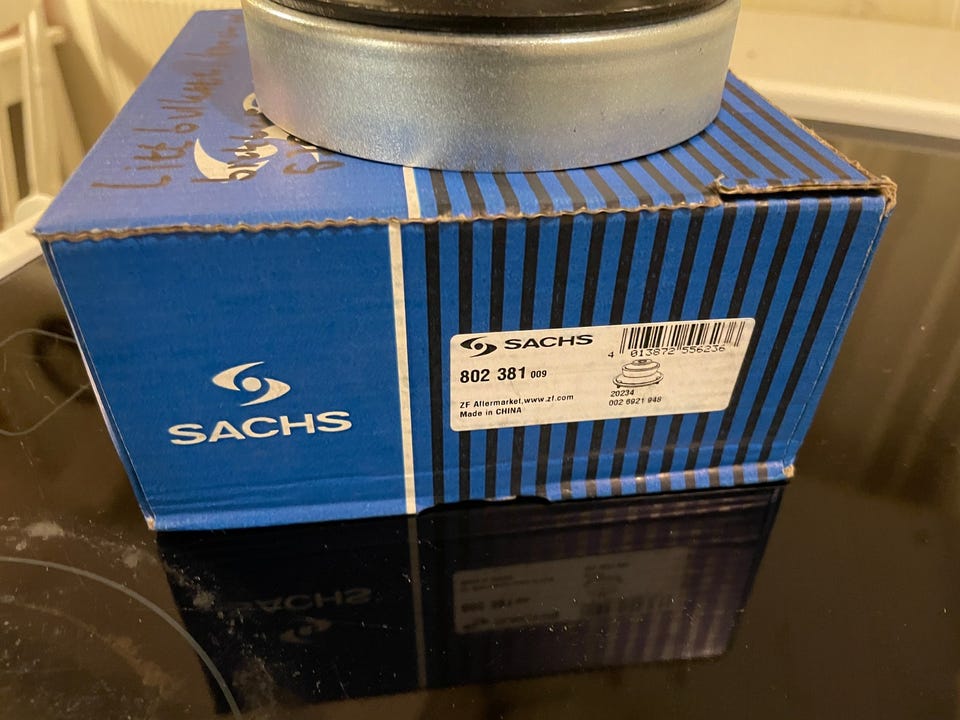 SACHS
SACHS
4 013872 556236
802 381 009
ZF Aftermarket,www.zf.com
Made in CHINA
20234
002 6921 948